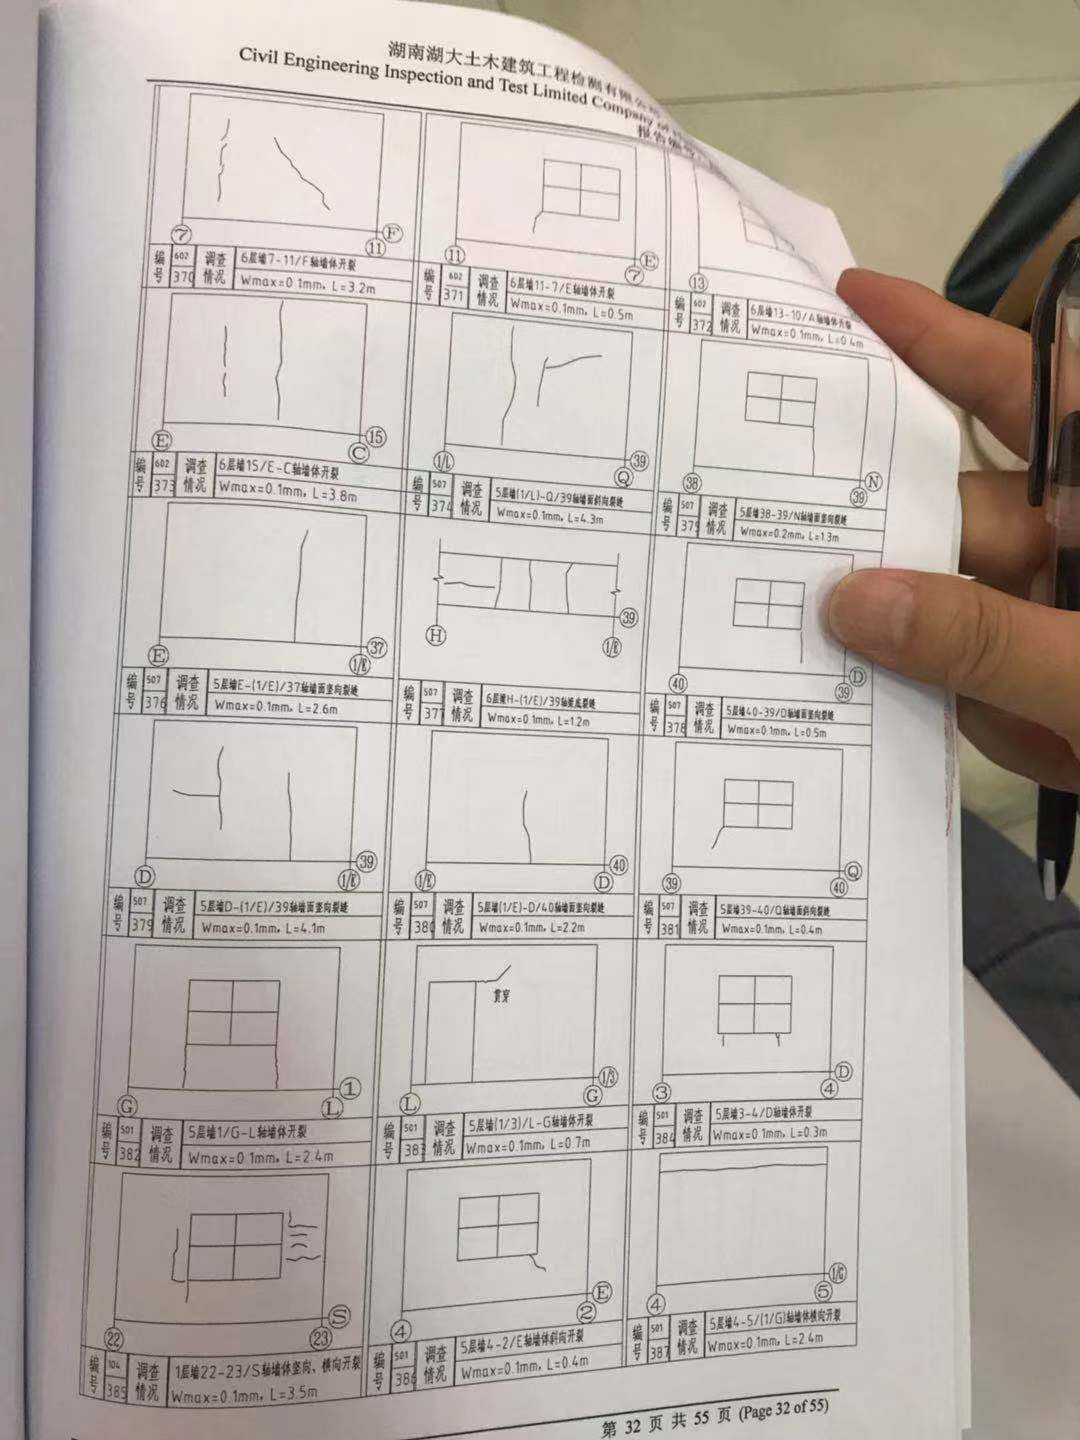 湖南湖大土木建筑工程检测有限公
Civil Engineering Inspection and Test Limited Company of
报告编号
7 11 F
11 7 E
13
编号 602 370 调查情况 6层墙7-11/F轴墙体开裂
Wmax=0.1mm, L=3.2m
编号 602 371 调查情况 6层墙11-7/E轴墙体开裂
Wmax=0.1mm, L=0.5m
编号 602 372 调查情况 6层墙13-10/A轴墙体开裂
Wmax=0.1mm, L=0.4m
E C 15
1/L Q 39
38 39 N
编号 602 373 调查情况 6层墙15/E-C轴墙体开裂
Wmax=0.1mm, L=3.8m
编号 507 374 调查情况 5层墙(1/L)-Q/39轴墙面斜向裂缝
Wmax=0.1mm, L=4.3m
编号 507 375 调查情况 5层墙38-39/N轴墙面竖向裂缝
Wmax=0.2mm, L=1.3m
E 1/E 37
H 1/E 39
40 39 D
编号 507 376 调查情况 5层墙E-(1/E)/37轴墙面竖向裂缝
Wmax=0.1mm, L=2.6m
编号 507 377 调查情况 6层梁H-(1/E)/39轴梁底裂缝
Wmax=0.1mm, L=1.2m
编号 507 378 调查情况 5层墙40-39/D轴墙面竖向裂缝
Wmax=0.1mm, L=0.5m
D 1/E 39
1/E D 40
39 40 Q
编号 507 379 调查情况 5层墙D-(1/E)/39轴墙面竖向裂缝
Wmax=0.1mm, L=4.1m
编号 507 380 调查情况 5层墙(1/E)-D/40轴墙面竖向裂缝
Wmax=0.1mm, L=2.2m
编号 507 381 调查情况 5层墙39-40/Q轴墙面斜向裂缝
Wmax=0.1mm, L=0.4m
G L 1
贯穿
L G 1/3
3 4 D
编号 501 382 调查情况 5层墙1/G-L轴墙体开裂
Wmax=0.1mm, L=2.4m
编号 501 383 调查情况 5层墙(1/3)/L-G轴墙体开裂
Wmax=0.1mm, L=0.7m
编号 501 384 调查情况 5层墙3-4/D轴墙体开裂
Wmax=0.1mm, L=0.3m
22 23 S
4 2 E
4 5 1/G
编号 104 385 调查情况 1层墙22-23/S轴墙体竖向、横向开裂
Wmax=0.1mm, L=3.5m
编号 501 386 调查情况 5层墙4-2/E轴墙体斜向开裂
Wmax=0.1mm, L=0.4m
编号 501 387 调查情况 5层墙4-5/(1/G)轴墙体横向开裂
Wmax=0.1mm, L=2.4m
第 32 页 共 55 页 (Page 32 of 55)